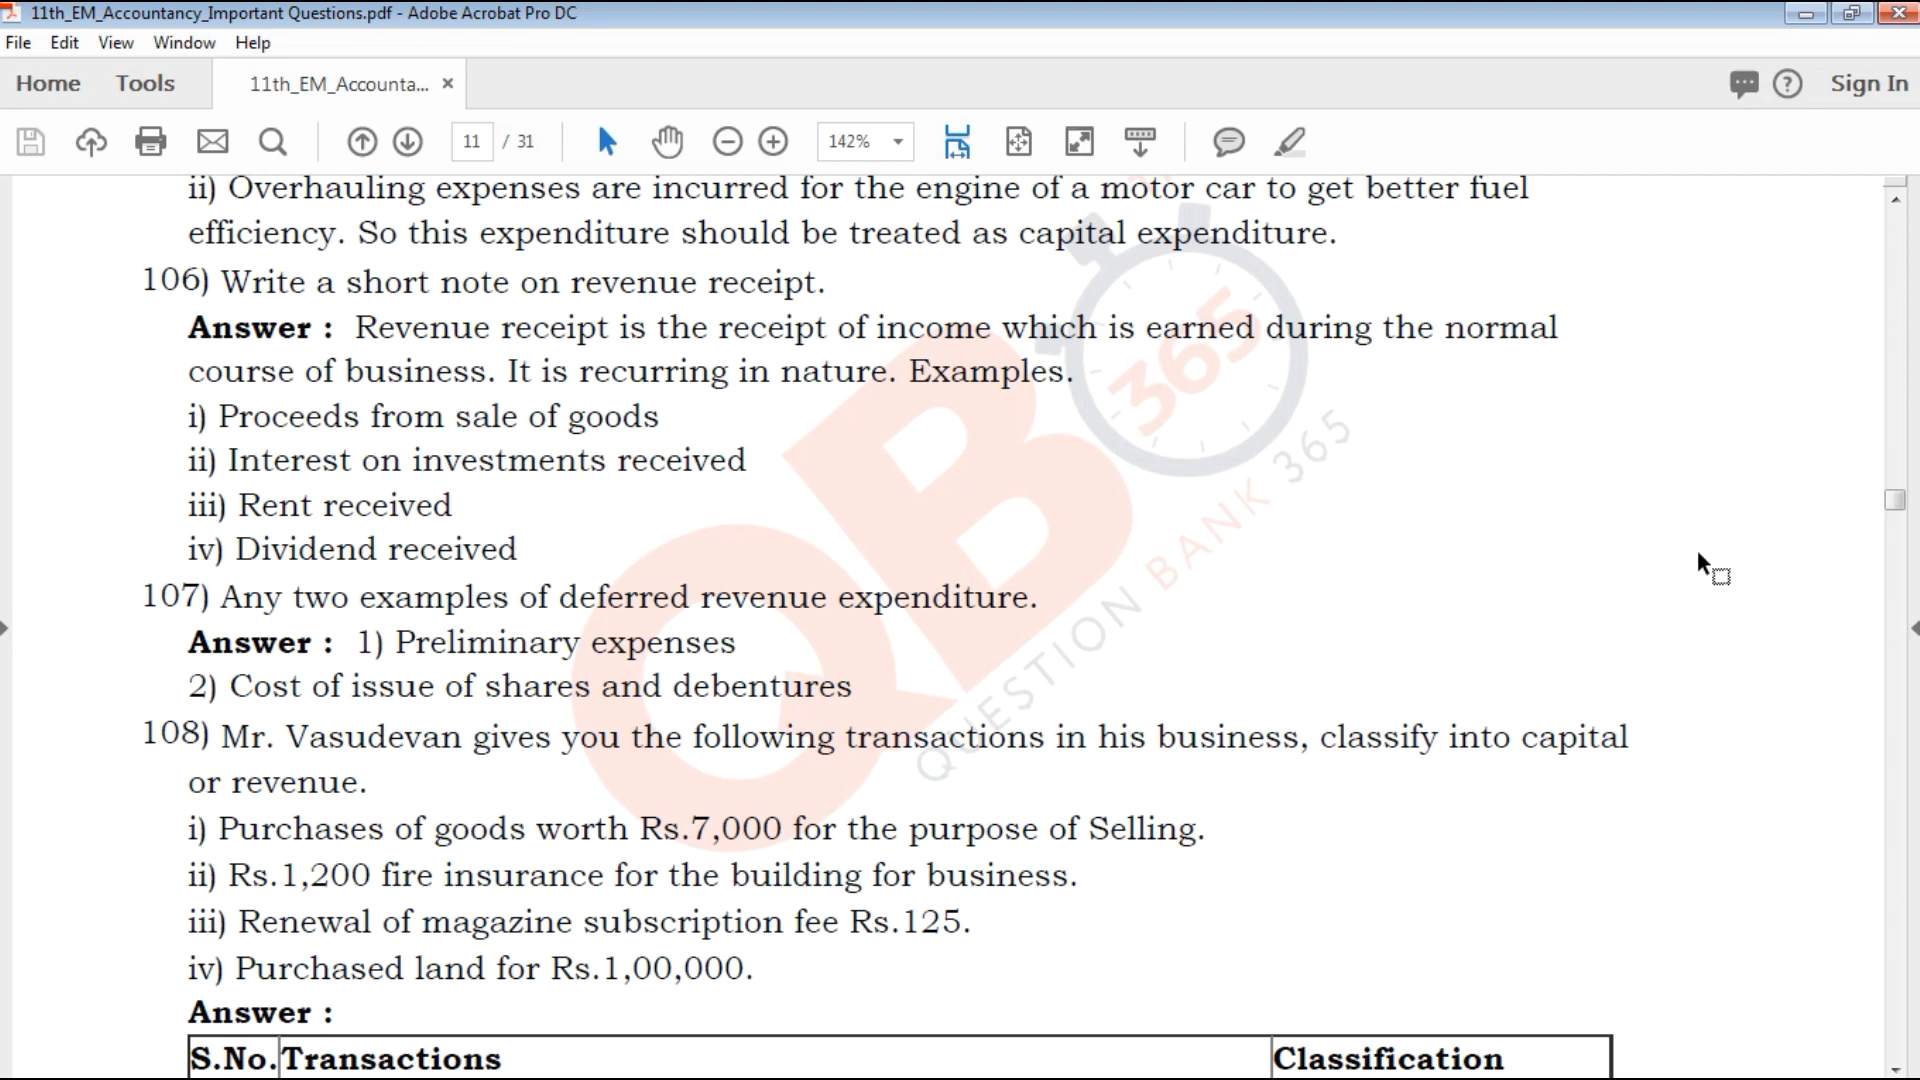 11th_EM_Accountancy_Important Questions.pdf - Adobe Acrobat Pro DC
File Edit View Window Help
Home Tools 11th_EM_Accounta... × Sign In
11 / 31 142%
ii) Overhauling expenses are incurred for the engine of a motor car to get better fuel
efficiency. So this expenditure should be treated as capital expenditure.
106) Write a short note on revenue receipt.
Answer : Revenue receipt is the receipt of income which is earned during the normal
course of business. It is recurring in nature. Examples.
i) Proceeds from sale of goods
ii) Interest on investments received
iii) Rent received
iv) Dividend received
107) Any two examples of deferred revenue expenditure.
Answer : 1) Preliminary expenses
2) Cost of issue of shares and debentures
108) Mr. Vasudevan gives you the following transactions in his business, classify into capital
or revenue.
i) Purchases of goods worth Rs.7,000 for the purpose of Selling.
ii) Rs.1,200 fire insurance for the building for business.
iii) Renewal of magazine subscription fee Rs.125.
iv) Purchased land for Rs.1,00,000.
Answer :
S.No. Transactions Classification
QB
365
QUESTION BANK 365